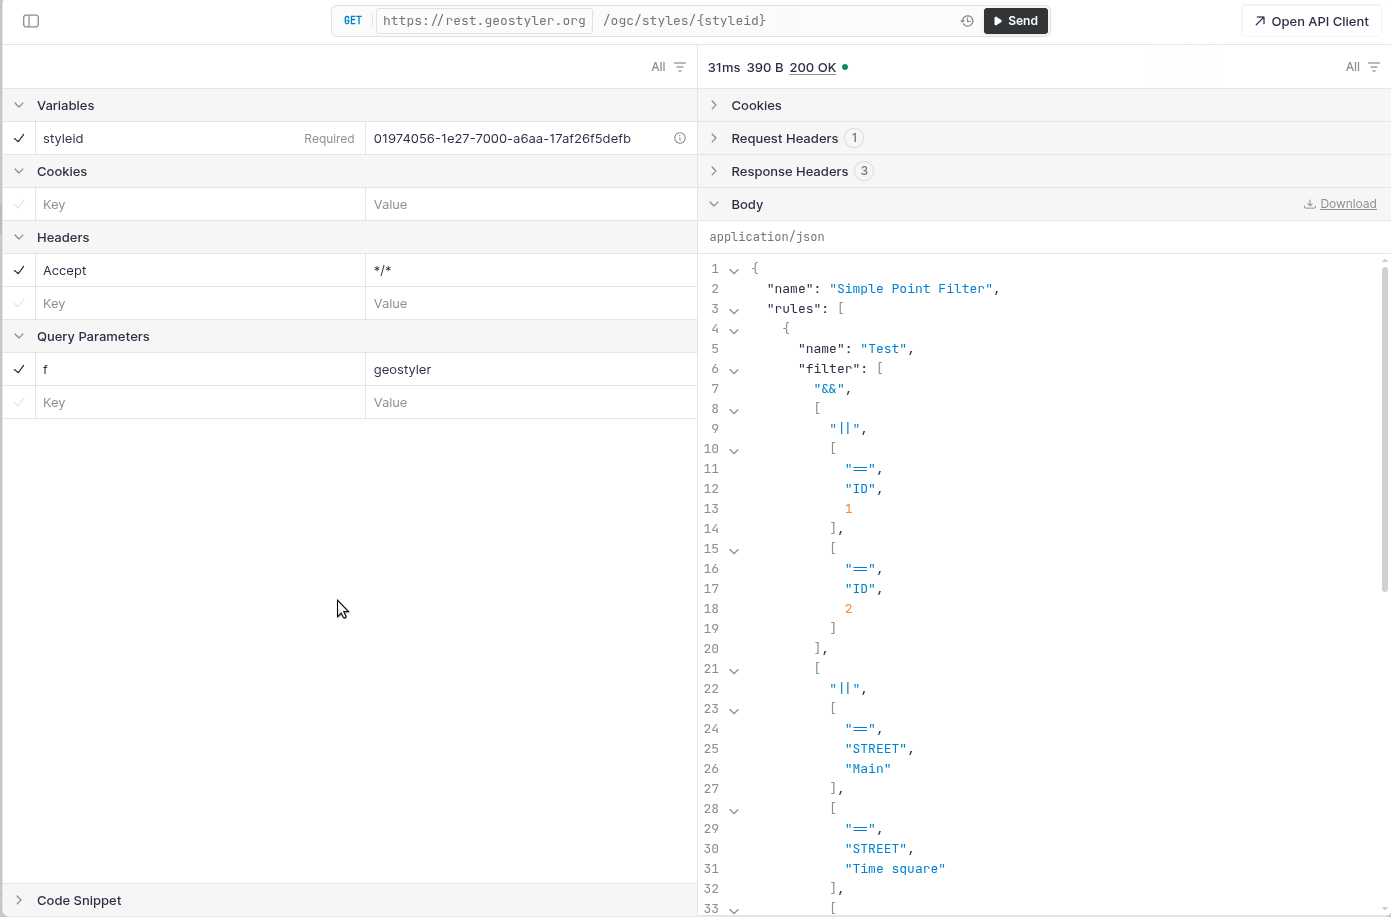 GET https://rest.geostyler.org /ogc/styles/{styleid} Send Open API Client
All
Variables
styleid Required 01974056-1e27-7000-a6aa-17af26f5defb
Cookies
Key Value
Headers
Accept */*
Key Value
Query Parameters
f geostyler
Key Value
Code Snippet
31ms 390 B 200 OK All
Cookies
Request Headers 1
Response Headers 3
Body Download
application/json
1 {
2 "name": "Simple Point Filter",
3 "rules": [
4 {
5 "name": "Test",
6 "filter": [
7 "&&",
8 [
9 "||",
10 [
11 "==",
12 "ID",
13 1
14 ],
15 [
16 "==",
17 "ID",
18 2
19 ]
20 ],
21 [
22 "||",
23 [
24 "==",
25 "STREET",
26 "Main"
27 ],
28 [
29 "==",
30 "STREET",
31 "Time square"
32 ],
33 [